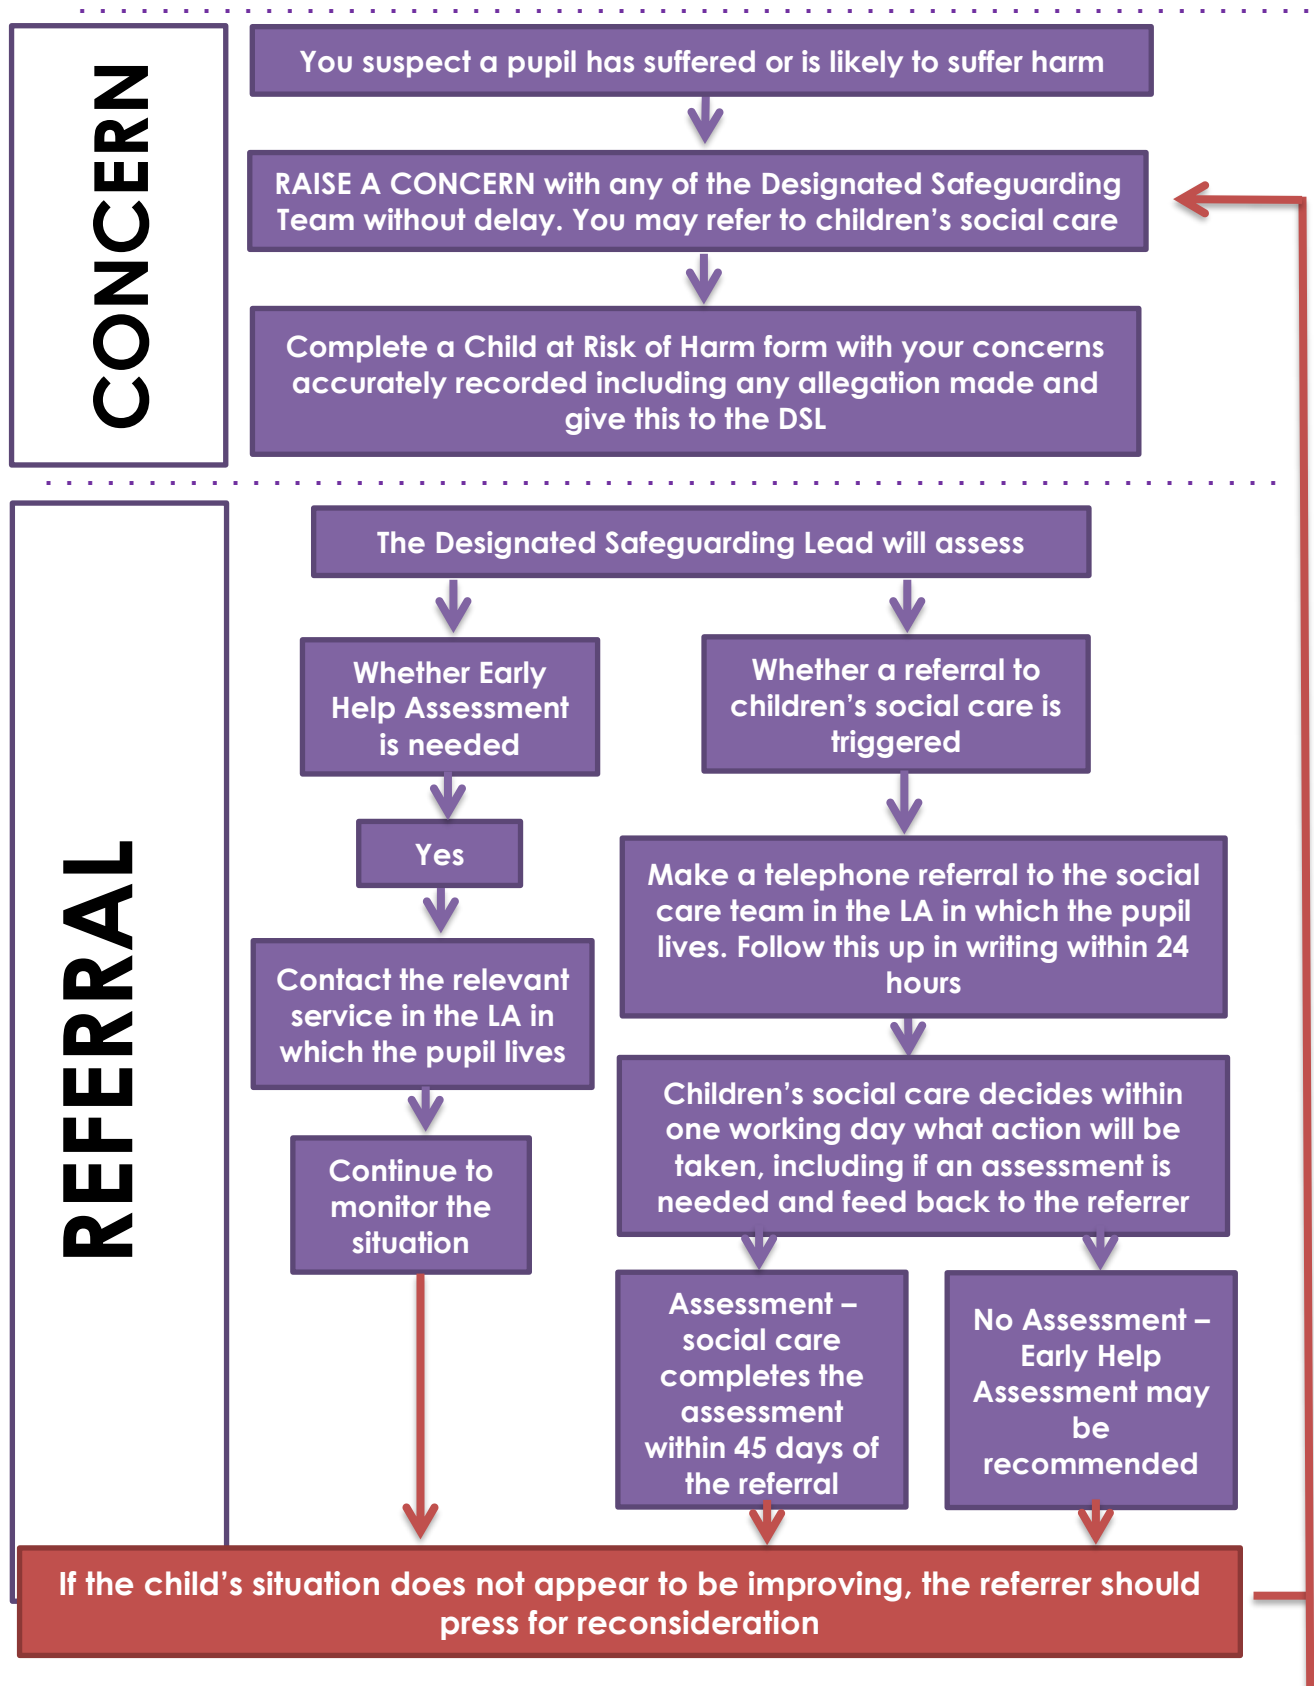 CONCERN
You suspect a pupil has suffered or is likely to suffer harm
RAISE A CONCERN with any of the Designated Safeguarding
Team without delay. You may refer to children’s social care
Complete a Child at Risk of Harm form with your concerns
accurately recorded including any allegation made and
give this to the DSL
REFERRAL
The Designated Safeguarding Lead will assess
Whether Early
Help Assessment
is needed
Yes
Contact the relevant
service in the LA in
which the pupil lives
Continue to
monitor the
situation
Whether a referral to
children’s social care is
triggered
Make a telephone referral to the social
care team in the LA in which the pupil
lives. Follow this up in writing within 24
hours
Children’s social care decides within
one working day what action will be
taken, including if an assessment is
needed and feed back to the referrer
Assessment –
social care
completes the
assessment
within 45 days of
the referral
No Assessment –
Early Help
Assessment may
be
recommended
If the child’s situation does not appear to be improving, the referrer should
press for reconsideration